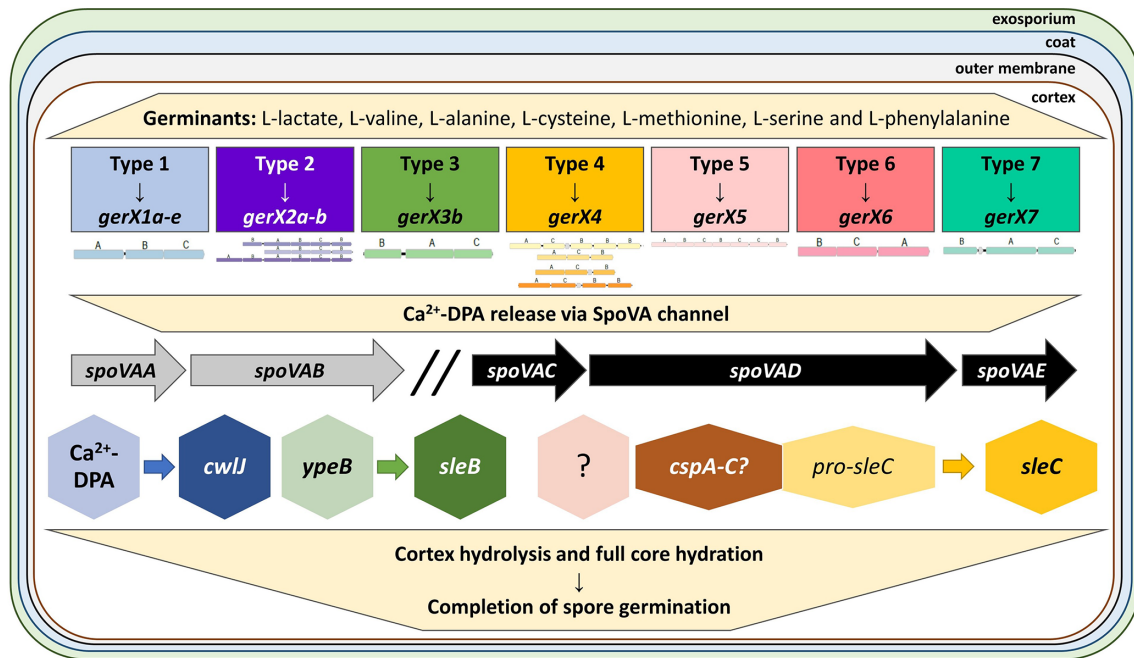 exosporium
coat
outer membrane
cortex
Germinants: L-lactate, L-valine, L-alanine, L-cysteine, L-methionine, L-serine and L-phenylalanine
Type 1 Type 2 Type 3 Type 4 Type 5 Type 6 Type 7
↓ ↓ ↓ ↓ ↓ ↓ ↓
gerX1a-e gerX2a-b gerX3b gerX4 gerX5 gerX6 gerX7
A B C
B A B C B
A B C B
A B A B C B
B A C
A C B B B
A C B
A C B
A C B B
A B C B C C B
B C A
B A C
Ca²⁺-DPA release via SpoVA channel
spoVAA spoVAB // spoVAC spoVAD spoVAE
Ca²⁺-
DPA
cwlJ ypeB sleB ? cspA-C? pro-sleC sleC
Cortex hydrolysis and full core hydration
↓
Completion of spore germination